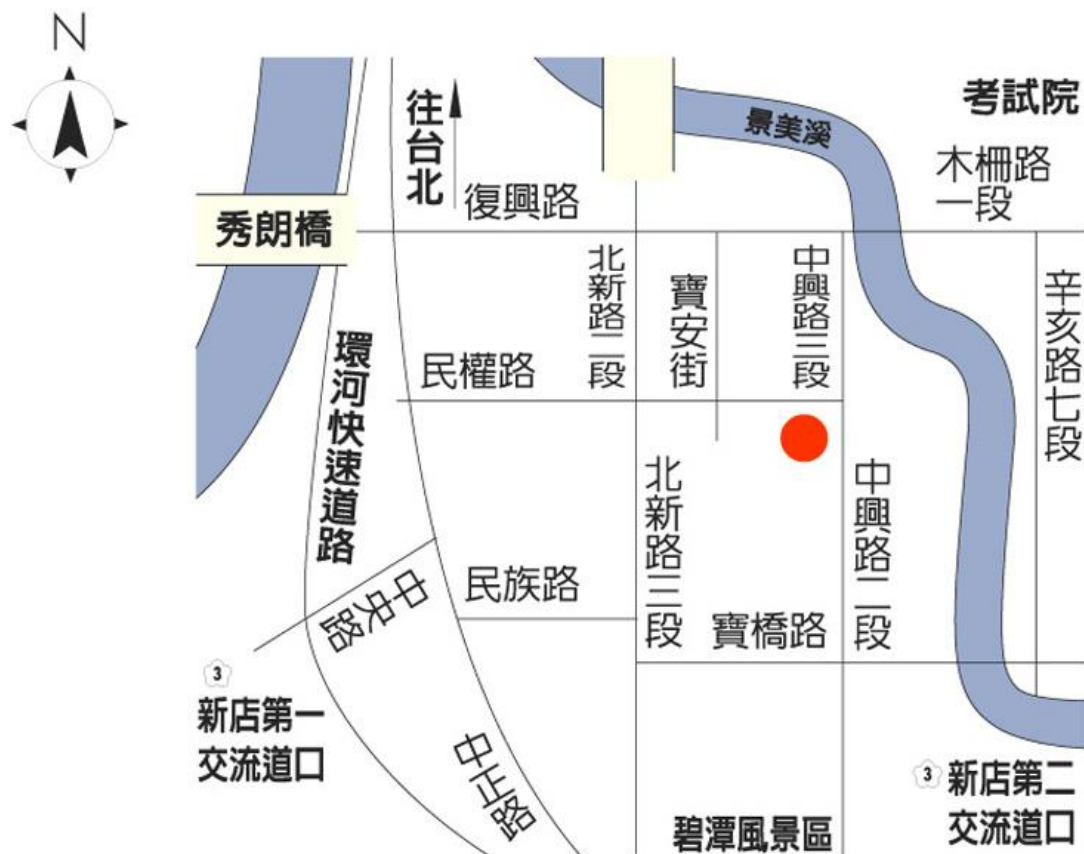 N
往台北
景美溪
考試院
木柵路
一段
復興路
秀朗橋
北新路二段
寶安街
中興路三段
辛亥路七段
環河快速道路
民權路
北新路三段
中興路二段
中央路
民族路
寶橋路
3
新店第一
交流道口
中正路
3
新店第二
交流道口
碧潭風景區